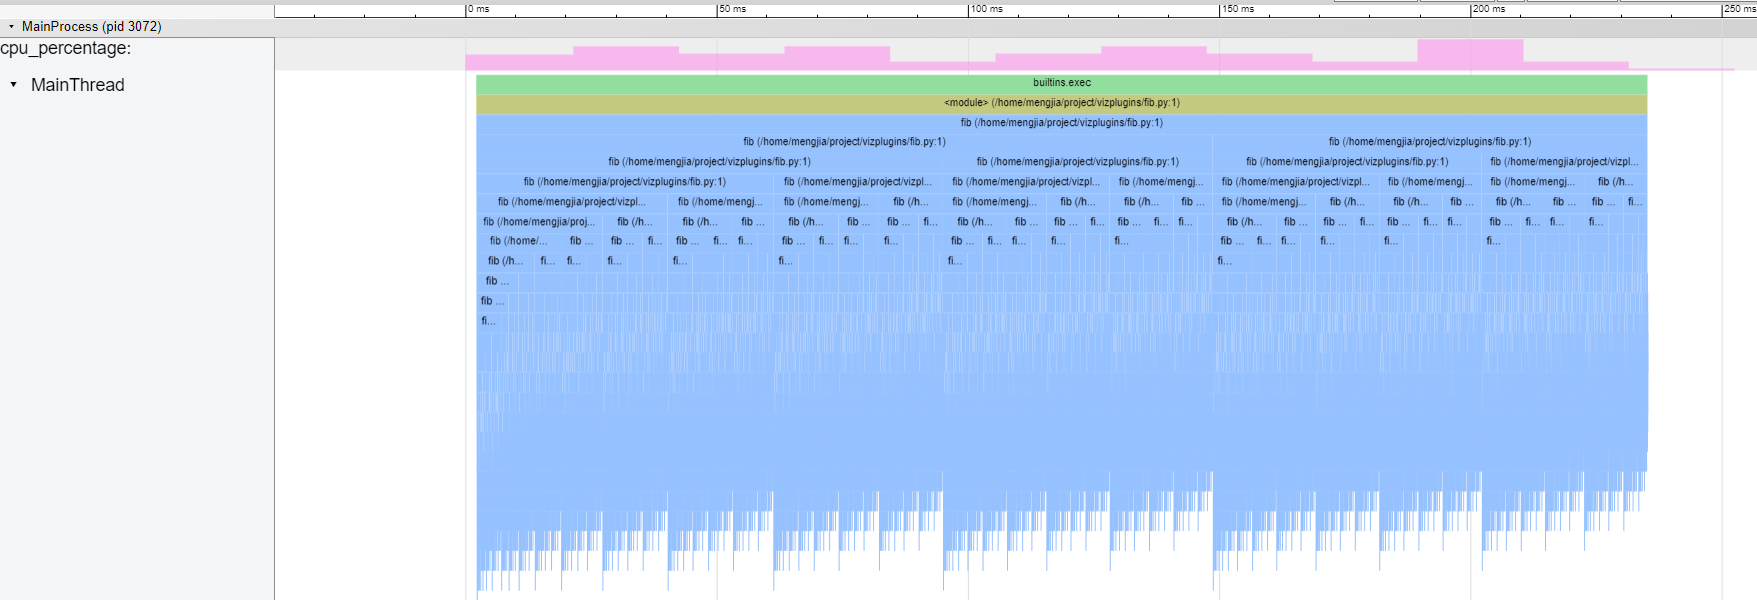 0 ms 50 ms 100 ms 150 ms 200 ms 250 ms
MainProcess (pid 3072)
cpu_percentage:
MainThread
builtins.exec
<module> (/home/mengjia/project/vizplugins/fib.py:1)
fib (/home/mengjia/project/vizplugins/fib.py:1)
fib (/home/mengjia/project/vizplugins/fib.py:1) fib (/home/mengjia/project/vizplugins/fib.py:1)
fib (/home/mengjia/project/vizplugins/fib.py:1) fib (/home/mengjia/project/vizplugins/fib.py:1) fib (/home/mengjia/project/vizplugins/fib.py:1) fib (/home/mengjia/project/vizpl...
fib (/home/mengjia/project/vizplugins/fib.py:1) fib (/home/mengjia/project/vizpl... fib (/home/mengjia/project/vizpl... fib (/home/mengj... fib (/home/mengjia/project/vizpl... fib (/home/mengj... fib (/home/mengj... fib (/h...
fib (/home/mengjia/project/vizpl... fib (/home/mengj... fib (/home/mengj... fib (/h... fib (/home/mengj... fib (/h... fib (/h... fib ... fib (/home/mengj... fib (/h... fib (/h... fib ... fib (/h... fib ... fib ... fi...
fib (/home/mengjia/proj... fib (/h... fib (/h... fib ... fib (/h... fib ... fib ... fi... fib (/h... fib ... fib ... fi... fib ... fi... fi... fib (/h... fib ... fib ... fi... fib ... fi... fi... fib ... fi... fib ... fi...
fib (/home/... fib ... fib ... fi... fib ... fi... fi... fib ... fi... fi... fi... fib ... fi... fi... fi... fi... fib ... fi... fi... fi... fi... fi...
fib (/h... fi... fi... fi... fi... fi... fi... fi...
fib ...
fib ...
fi...